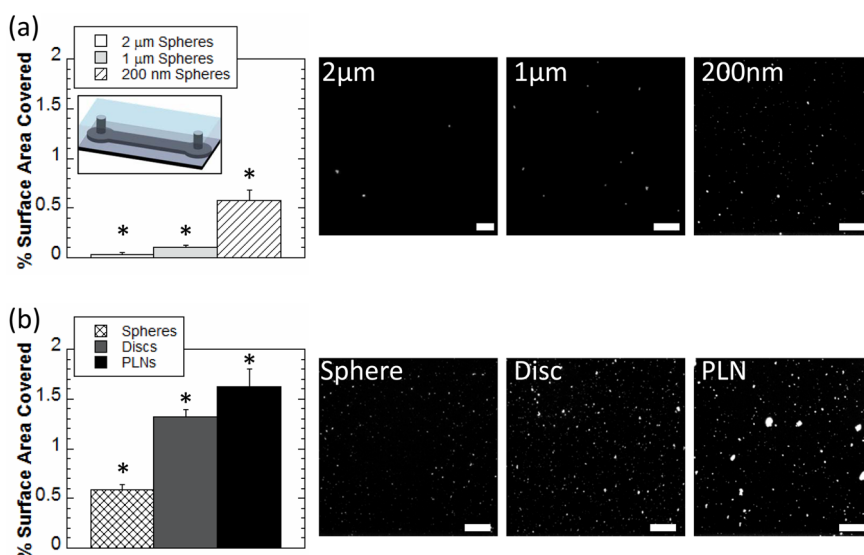 (a)
2 μm Spheres
1 μm Spheres
200 nm Spheres
% Surface Area Covered
2
1.5
1
0.5
0
*
*
*
2μm
1μm
200nm
(b)
Spheres
Discs
PLNs
% Surface Area Covered
2
1.5
1
0.5
0
*
*
*
Sphere
Disc
PLN